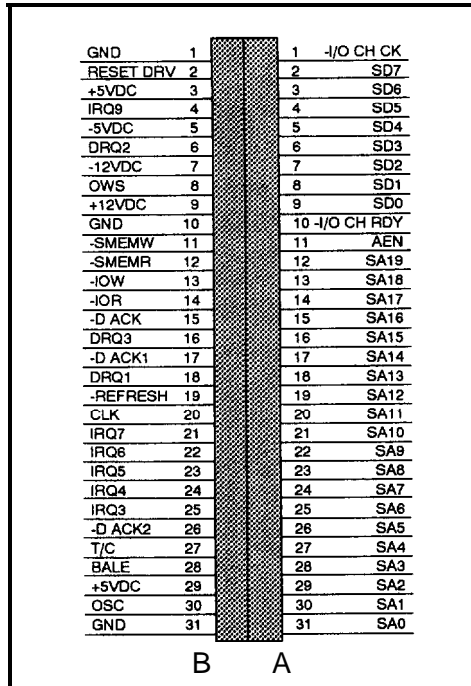 GND 1 1 -I/O CH CK
RESET DRV 2 2 SD7
+5VDC 3 3 SD6
IRQ9 4 4 SD5
-5VDC 5 5 SD4
DRQ2 6 6 SD3
-12VDC 7 7 SD2
OWS 8 8 SD1
+12VDC 9 9 SD0
GND 10 10 -I/O CH RDY
-SMEMW 11 11 AEN
-SMEMR 12 12 SA19
-IOW 13 13 SA18
-IOR 14 14 SA17
-D ACK 15 15 SA16
DRQ3 16 16 SA15
-D ACK1 17 17 SA14
DRQ1 18 18 SA13
-REFRESH 19 19 SA12
CLK 20 20 SA11
IRQ7 21 21 SA10
IRQ6 22 22 SA9
IRQ5 23 23 SA8
IRQ4 24 24 SA7
IRQ3 25 25 SA6
-D ACK2 26 26 SA5
T/C 27 27 SA4
BALE 28 28 SA3
+5VDC 29 29 SA2
OSC 30 30 SA1
GND 31 31 SA0
B A